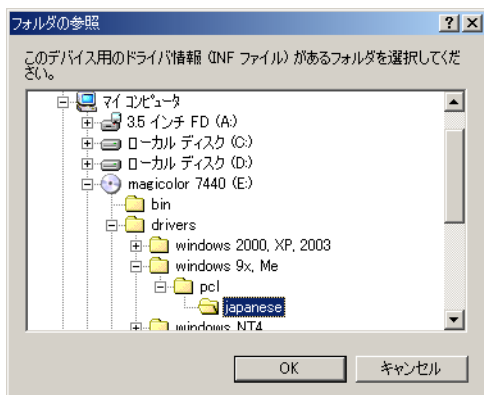 フォルダの参照
このデバイス用のドライバ情報 (INF ファイル) があるフォルダを選択してくだ
さい。
マイ コンピュータ
3.5 インチ FD (A:)
ローカル ディスク (C:)
ローカル ディスク (D:)
magicolor 7440 (E:)
bin
drivers
windows 2000, XP, 2003
windows 9x, Me
pcl
japanese
windows NT4
OK
キャンセル